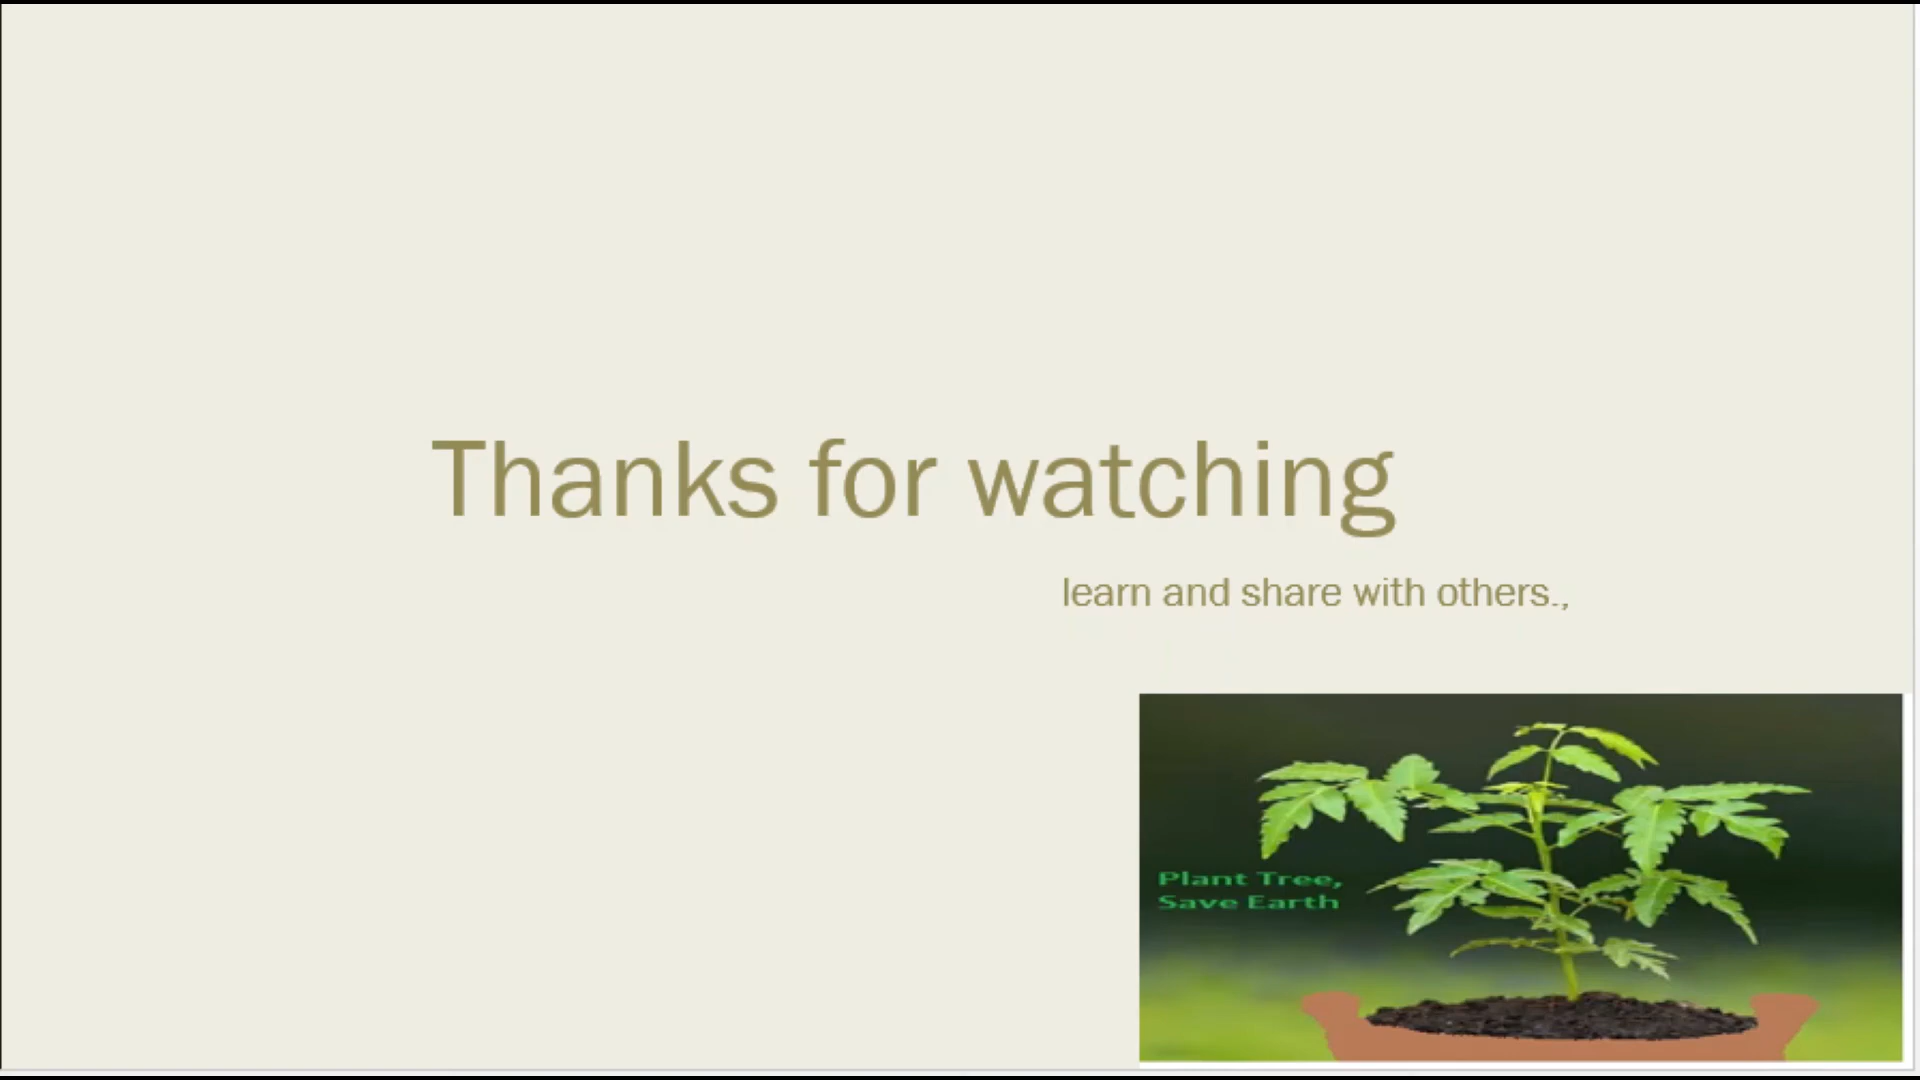 Thanks for watching
learn and share with others.,
Plant Tree,
Save Earth